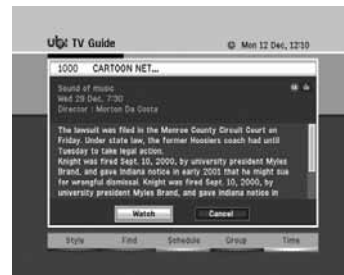 ubi TV Guide
Mon 12 Dec, 12:10
1000 CARTOON NET...
Sound of music
Wed 29 Dec. 7:30
Director : Morton Da Costa
The lawsuit was filed in the Monroe County Circuit Court on
Friday. Under state law, the former Hoosiers coach had until
Tuesday to take legal action.
Knight was fired Sept. 10, 2000, by university president Myles
Brand, and gave Indiana notice in early 2001 that he might sue
for wrongful dismissal. Knight was fired Sept. 10, 2000, by
university president Myles Brand, and gave Indiana notice in
Watch Cancel
Style Find Schedule Group Time